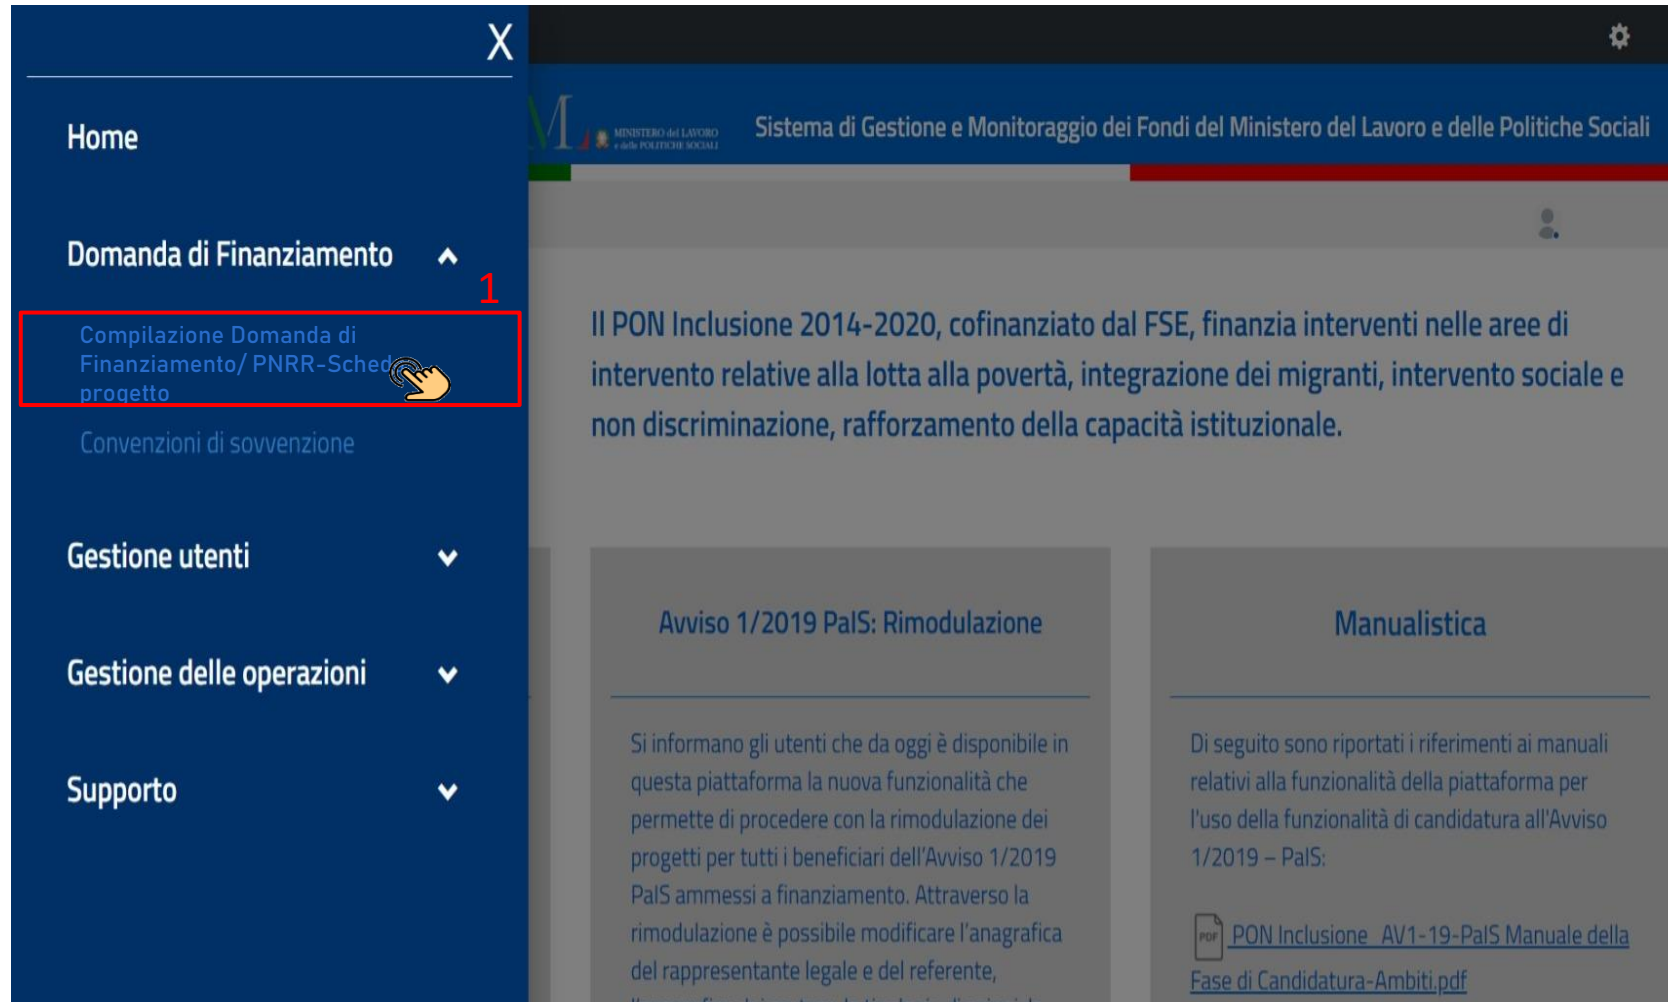 X
Home
Domanda di Finanziamento
1
Compilazione Domanda di
Finanziamento/ PNRR-Sched
progetto
Convenzioni di sovvenzione
Gestione utenti
Gestione delle operazioni
Supporto
MINISTERO del LAVORO
e delle POLITICHE SOCIALI
Sistema di Gestione e Monitoraggio dei Fondi del Ministero del Lavoro e delle Politiche Sociali
Il PON Inclusione 2014-2020, cofinanziato dal FSE, finanzia interventi nelle aree di
intervento relative alla lotta alla povertà, integrazione dei migranti, intervento sociale e
non discriminazione, rafforzamento della capacità istituzionale.
Avviso 1/2019 PaIS: Rimodulazione
Si informano gli utenti che da oggi è disponibile in
questa piattaforma la nuova funzionalità che
permette di procedere con la rimodulazione dei
progetti per tutti i beneficiari dell'Avviso 1/2019
PaIS ammessi a finanziamento. Attraverso la
rimodulazione è possibile modificare l'anagrafica
del rappresentante legale e del referente,
Manualistica
Di seguito sono riportati i riferimenti ai manuali
relativi alla funzionalità della piattaforma per
l'uso della funzionalità di candidatura all'Avviso
1/2019 – PaIS:
PDF PON Inclusione_AV1-19-PaIS Manuale della
Fase di Candidatura-Ambiti.pdf